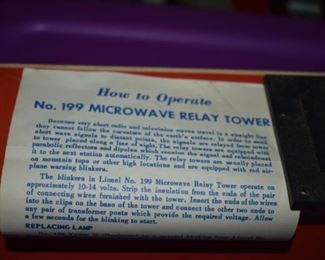 How to Operate
No. 199 MICROWAVE RELAY TOWER
Because very short radio and television waves travel in a straight line
they cannot follow the curvature of the earth's surface. In order to send
short wave signals to distant points, the signals are relayed from tower
to tower placed along a line of sight. The relay towers are equipped with
parabolic reflectors and dipoles which receive the signal and rebroadcast
it to the next station automatically. The relay towers are usually placed
on mountain tops or other high locations and are equipped with red air-
plane warning blinkers.
The blinkers in Lionel No. 199 Microwave Relay Tower operate on
approximately 10-14 volts. Strip the insulation from the ends of the pair
of connecting wires furnished with the tower. Insert the ends of the wires
into the clips on the base of the tower and connect the other two ends to
any pair of transformer posts which provide the required voltage. Allow
a few seconds for the blinking to start.
REPLACING LAMP